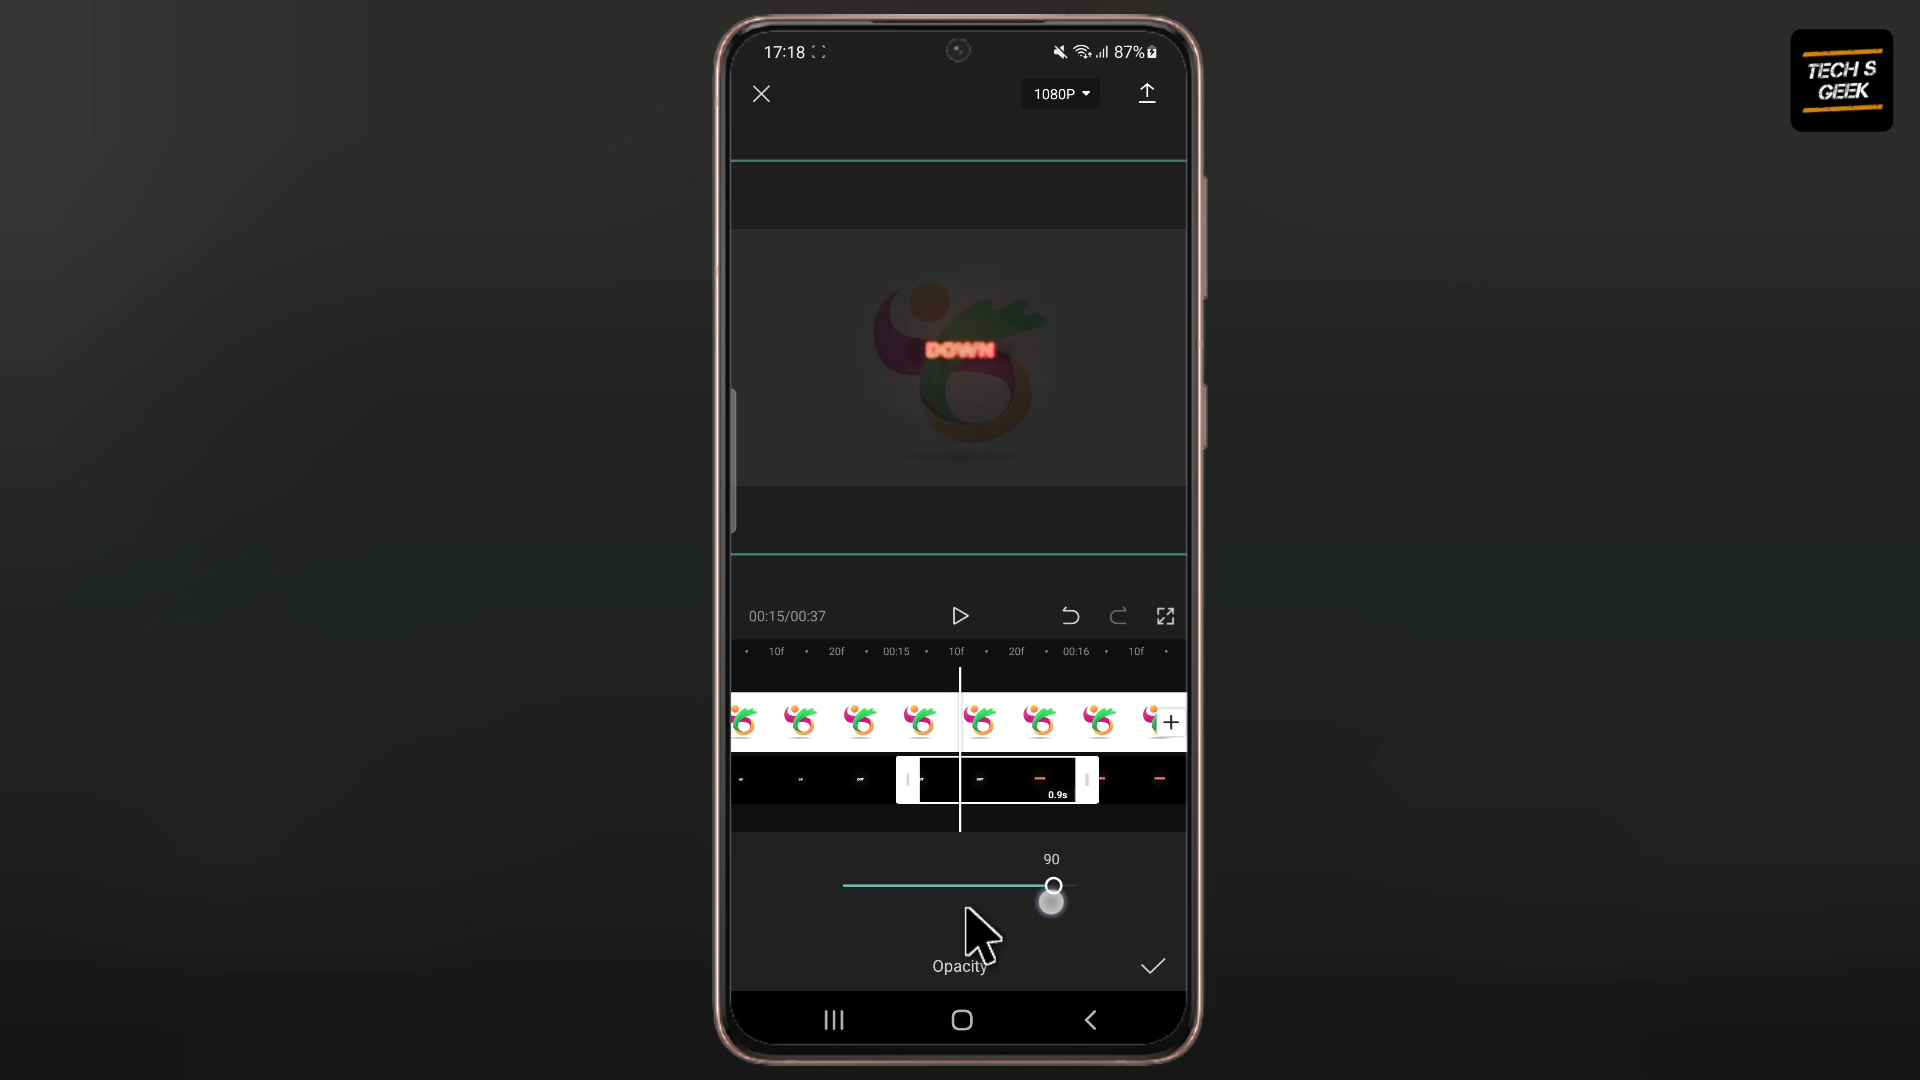 17:18
87%
TECH S
GEEK
1080P
DOWN
00:15/00:37
10f 20f 00:15 10f 20f 00:16 10f
0.9s
90
Opacity